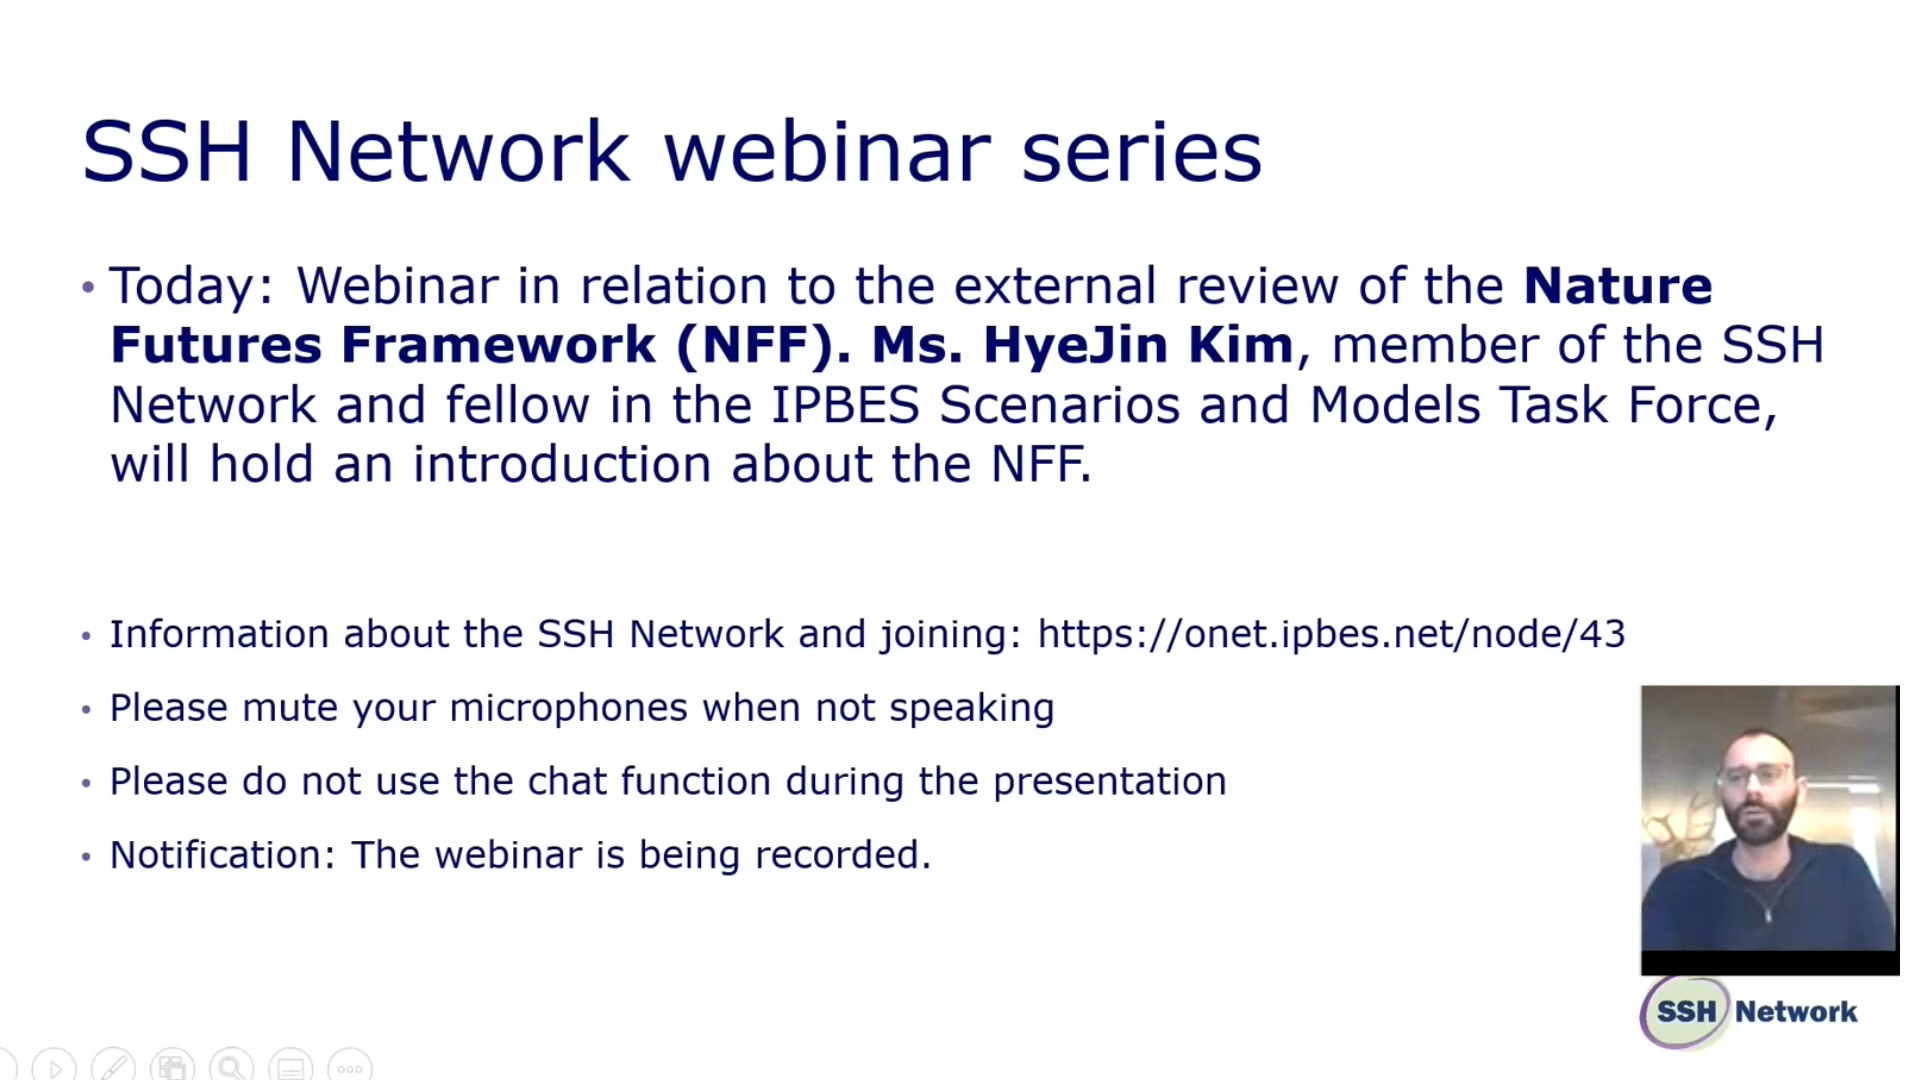 SSH Network webinar series
• Today: Webinar in relation to the external review of the Nature
Futures Framework (NFF). Ms. HyeJin Kim, member of the SSH
Network and fellow in the IPBES Scenarios and Models Task Force,
will hold an introduction about the NFF.
• Information about the SSH Network and joining: https://onet.ipbes.net/node/43
• Please mute your microphones when not speaking
• Please do not use the chat function during the presentation
• Notification: The webinar is being recorded.
SSH Network